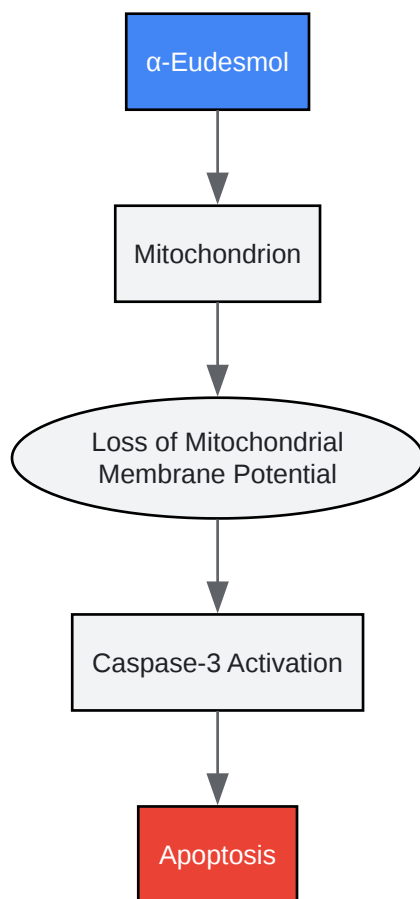 α-Eudesmol
Mitochondrion
Loss of Mitochondrial
Membrane Potential
Caspase-3 Activation
Apoptosis